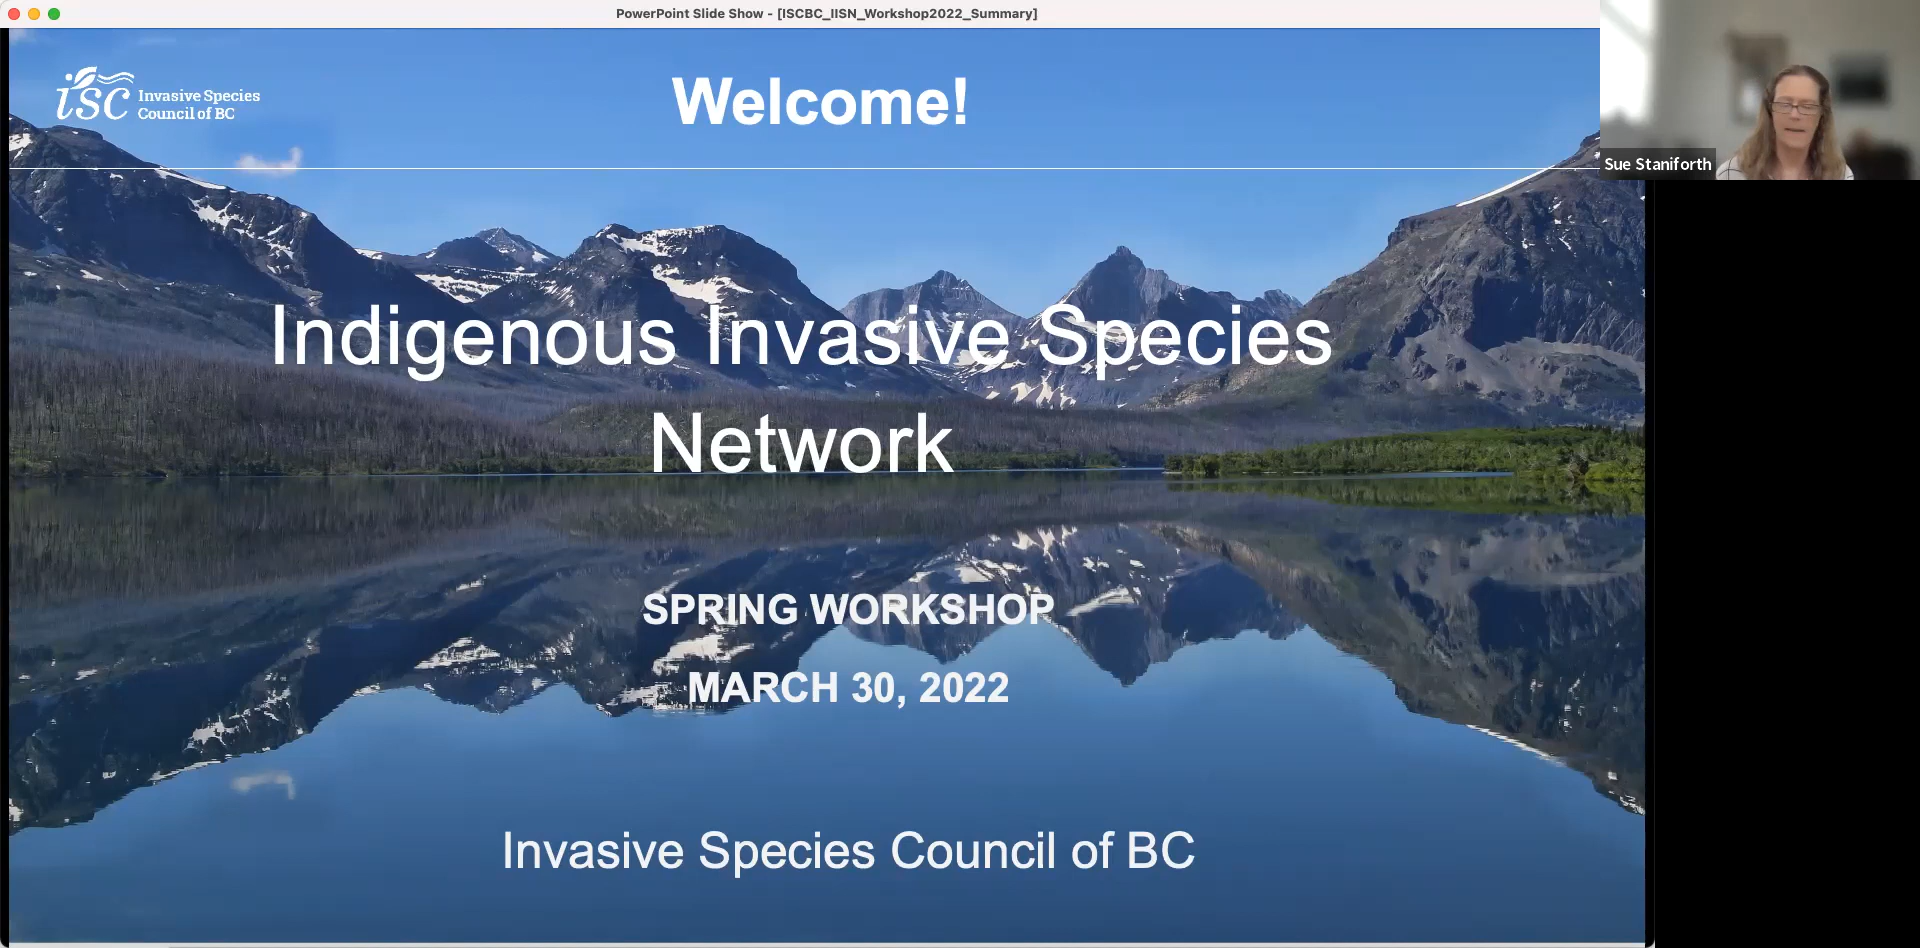 PowerPoint Slide Show - [ISCBC_IISN_Workshop2022_Summary]
isc Invasive Species
Council of BC
Welcome!
Sue Staniforth
Indigenous Invasive Species
Network
SPRING WORKSHOP
MARCH 30, 2022
Invasive Species Council of BC